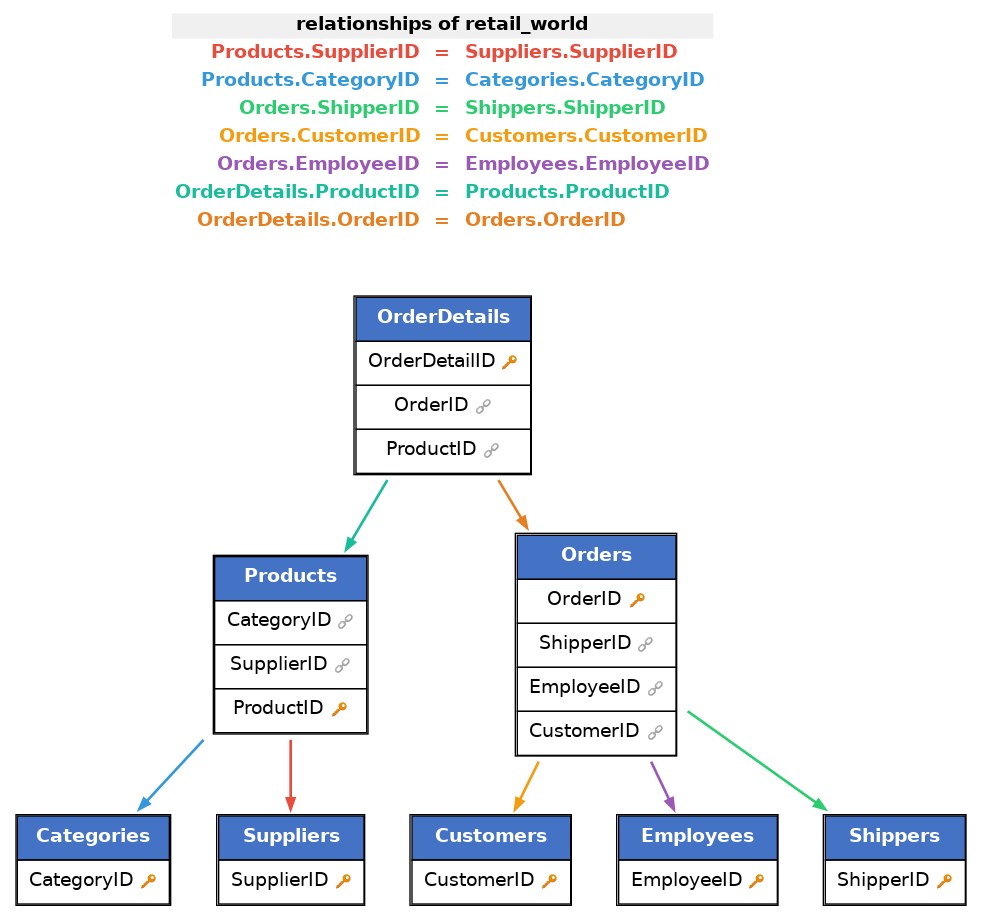 relationships of retail_world
Products.SupplierID = Suppliers.SupplierID
Products.CategoryID = Categories.CategoryID
Orders.ShipperID = Shippers.ShipperID
Orders.CustomerID = Customers.CustomerID
Orders.EmployeeID = Employees.EmployeeID
OrderDetails.ProductID = Products.ProductID
OrderDetails.OrderID = Orders.OrderID
OrderDetails
OrderDetailID
OrderID
ProductID
Products
CategoryID
SupplierID
ProductID
Orders
OrderID
ShipperID
EmployeeID
CustomerID
Categories
CategoryID
Suppliers
SupplierID
Customers
CustomerID
Employees
EmployeeID
Shippers
ShipperID